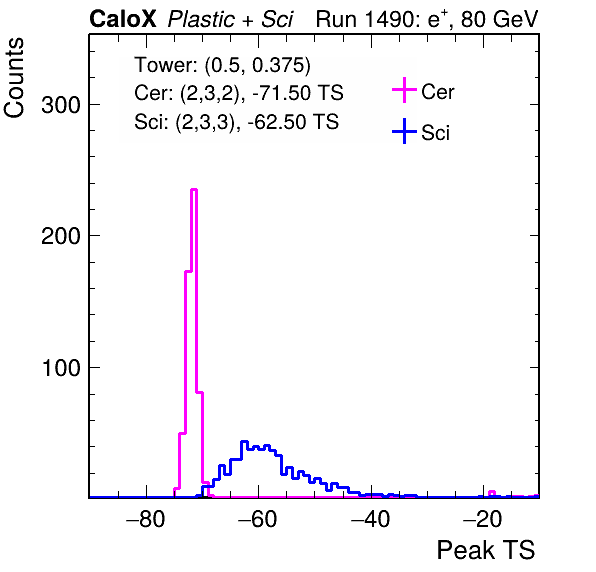 CaloX Plastic + Sci Run 1490: e+, 80 GeV
Counts
Tower: (0.5, 0.375)
Cer: (2,3,2), -71.50 TS
Sci: (2,3,3), -62.50 TS
Cer
Sci
300
200
100
−80 −60 −40 −20
Peak TS